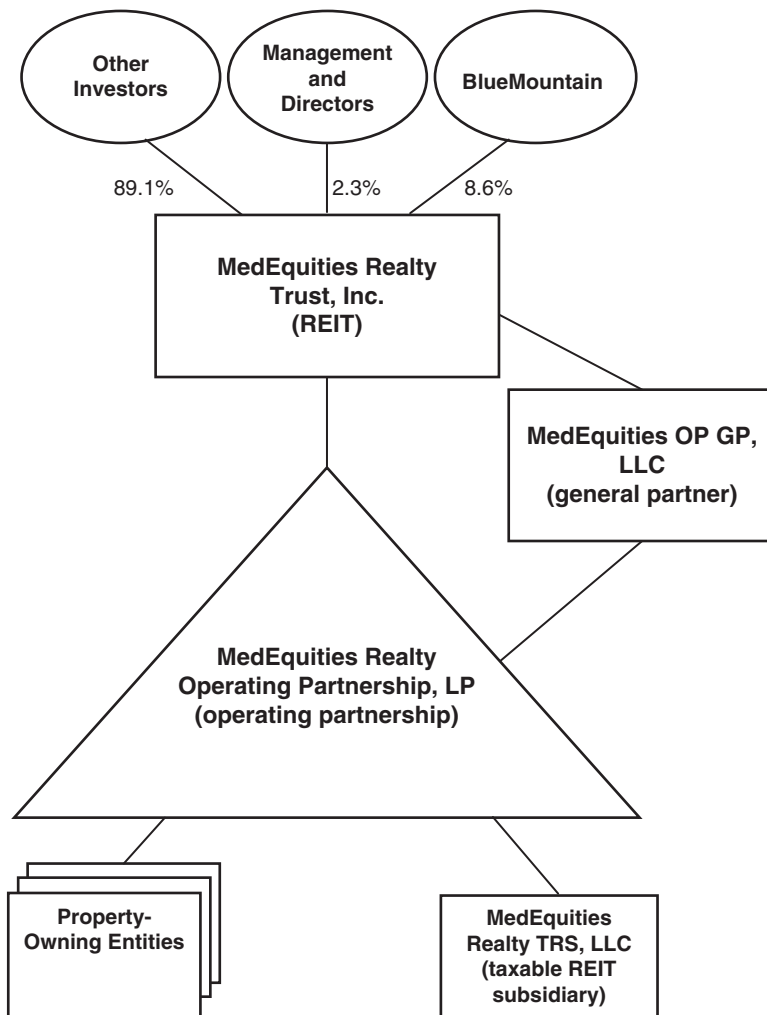 Other
Investors
Management
and
Directors
BlueMountain
89.1%
2.3%
8.6%
MedEquities Realty
Trust, Inc.
(REIT)
MedEquities OP GP,
LLC
(general partner)
MedEquities Realty
Operating Partnership, LP
(operating partnership)
Property-
Owning Entities
MedEquities
Realty TRS, LLC
(taxable REIT
subsidiary)